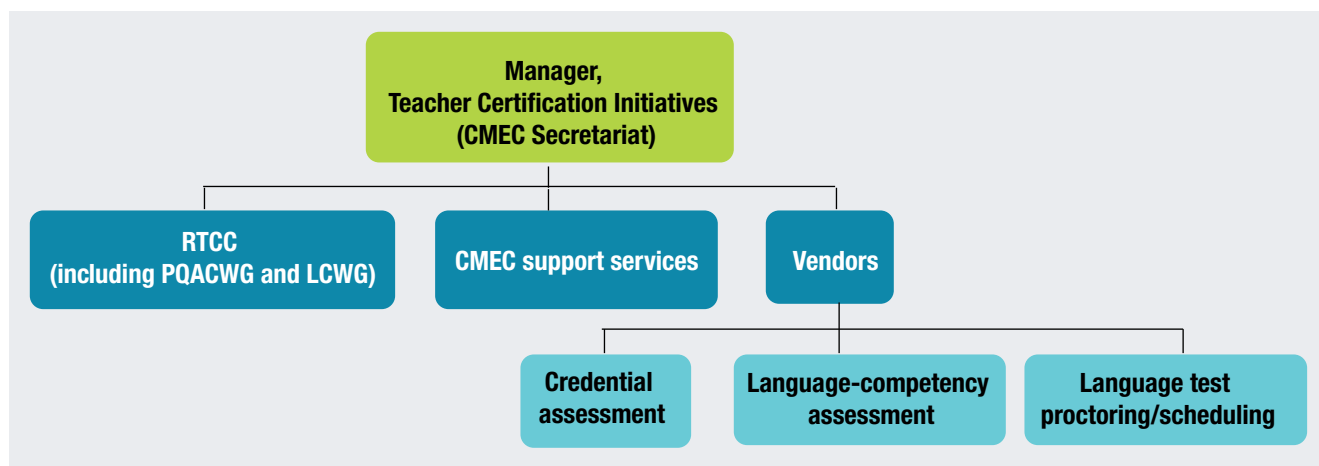 Manager,
Teacher Certification Initiatives
(CMEC Secretariat)
RTCC
(including PQACWG and LCWG)
CMEC support services
Vendors
Credential
assessment
Language-competency
assessment
Language test
proctoring/scheduling